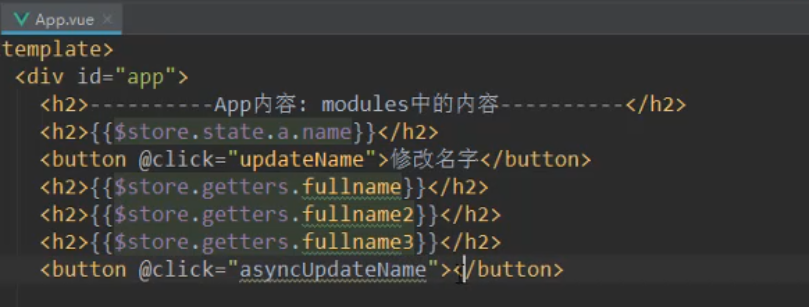 App.vue
template>
<div id="app">
<h2>----------App内容: modules中的内容----------</h2>
<h2>{{$store.state.a.name}}</h2>
<button @click="updateName">修改名字</button>
<h2>{{$store.getters.fullname}}</h2>
<h2>{{$store.getters.fullname2}}</h2>
<h2>{{$store.getters.fullname3}}</h2>
<button @click="asyncUpdateName"></button>